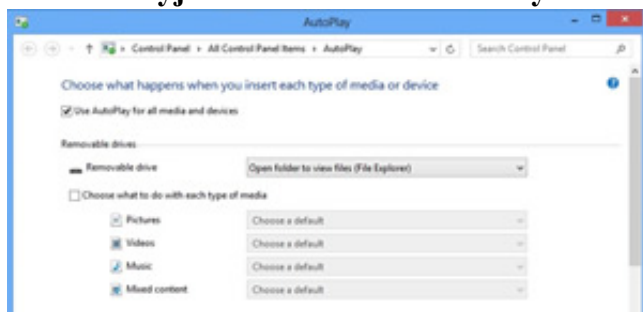 AutoPlay
Control Panel All Control Panel Items AutoPlay Search Control Panel
Choose what happens when you insert each type of media or device
Use AutoPlay for all media and devices
Removable drives
Removable drive Open folder to view files (File Explorer)
Choose what to do with each type of media
Pictures Choose a default
Videos Choose a default
Music Choose a default
Mixed content Choose a default